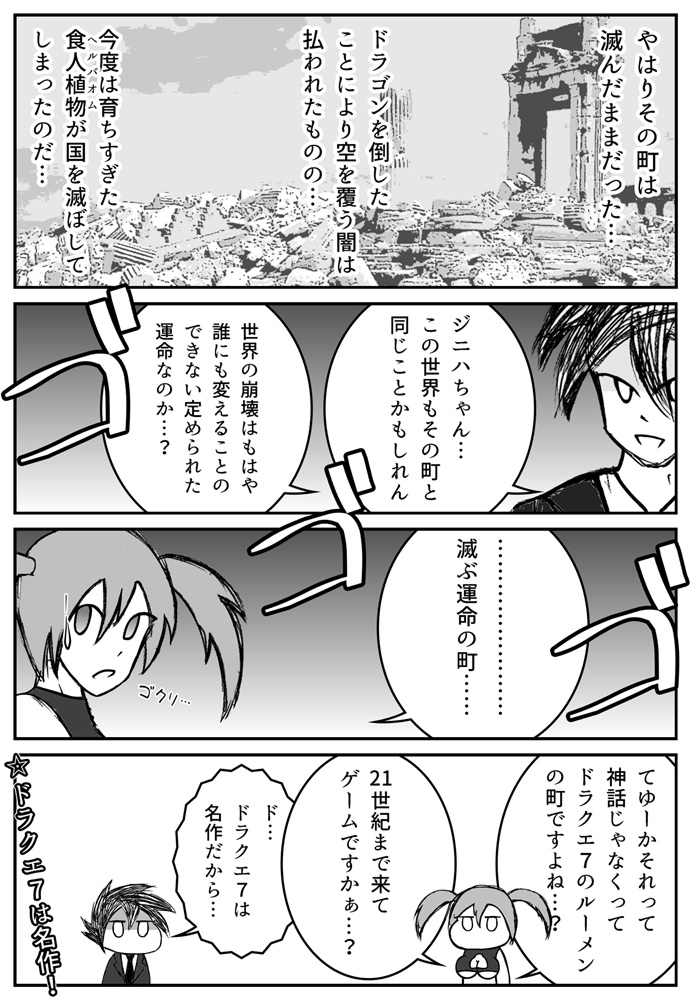 やはりその町は
滅んだままだった…
ドラゴンを倒した
ことにより空を覆う闇は
払われたものの…
今度は育ちすぎた
ヘルバオム
食人植物が国を滅ぼして
しまったのだ…
ジニハちゃん…
この世界もその町と
同じことかもしれん
世界の崩壊はもはや
誰にも変えることの
できない定められた
運命なのか…?
ゴゴゴゴ
………………………
滅ぶ運命の町……
ゴクリ…
てゆーかそれって
神話じゃなくって
ドラクエ7のルーメン
の町ですよね…?
21世紀まで来て
ゲームですかぁ…?
ド…
ドラクエ7は
名作だから…
☆ドラクエ7は名作!